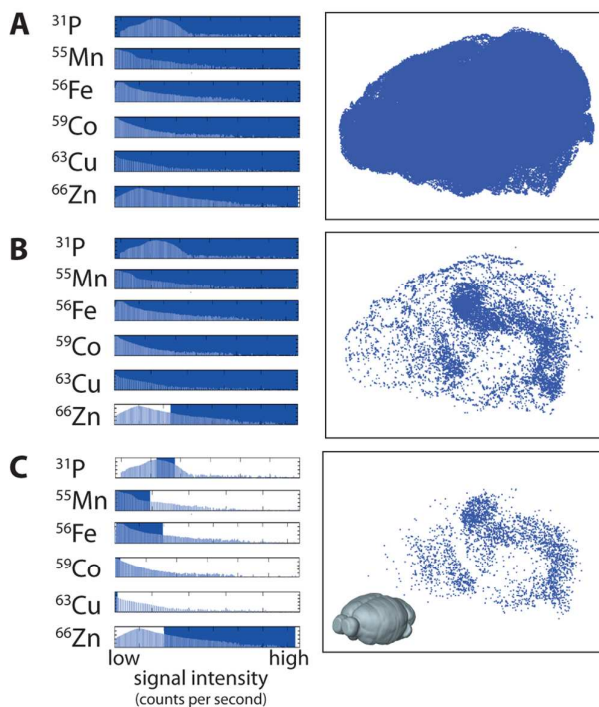 A
³¹P
⁵⁵Mn
⁵⁶Fe
⁵⁹Co
⁶³Cu
⁶⁶Zn
B
³¹P
⁵⁵Mn
⁵⁶Fe
⁵⁹Co
⁶³Cu
⁶⁶Zn
C
³¹P
⁵⁵Mn
⁵⁶Fe
⁵⁹Co
⁶³Cu
⁶⁶Zn
low high
signal intensity
(counts per second)